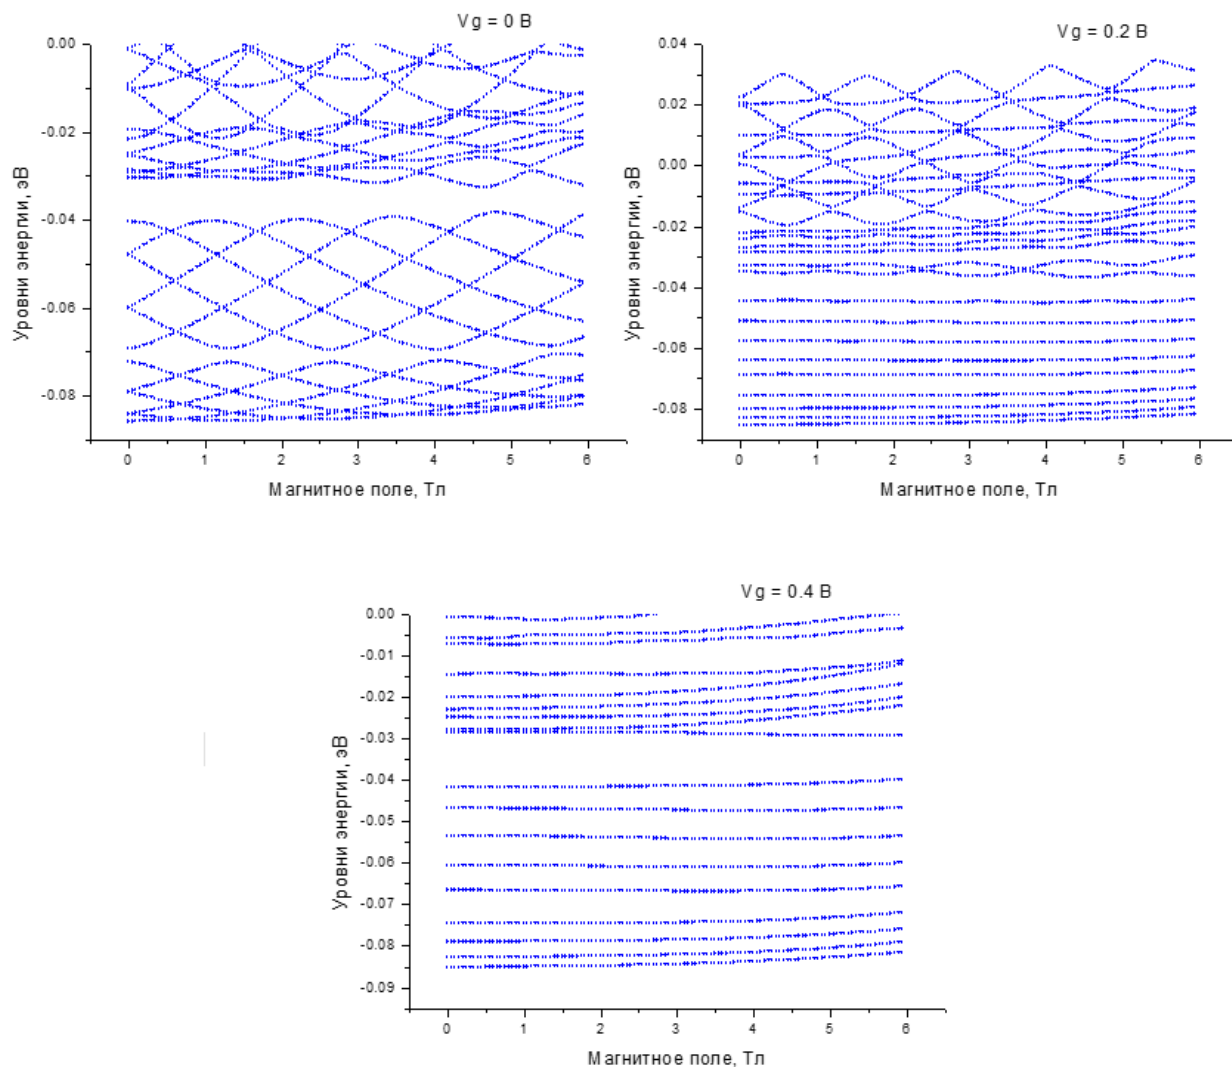 Vg = 0 В
0.00
-0.02
-0.04
-0.06
-0.08
Уровни энергии, эВ
0 1 2 3 4 5 6
Магнитное поле, Тл
Vg = 0.2 В
0.04
0.02
0.00
-0.02
-0.04
-0.06
-0.08
Уровни энергии, эВ
0 1 2 3 4 5 6
Магнитное поле, Тл
Vg = 0.4 В
0.00
-0.01
-0.02
-0.03
-0.04
-0.05
-0.06
-0.07
-0.08
-0.09
Уровни энергии, эВ
0 1 2 3 4 5 6
Магнитное поле, Тл